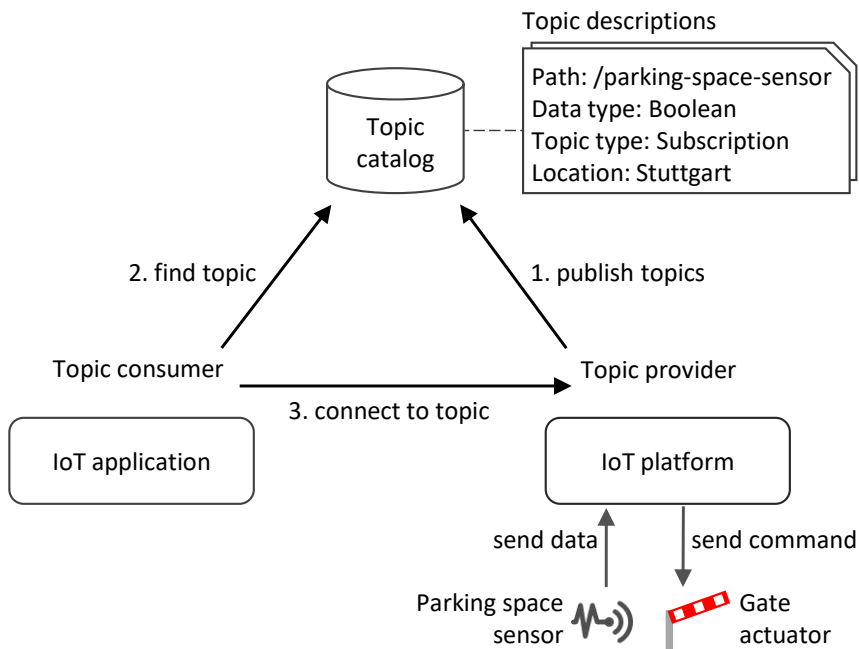 Topic descriptions
Path: /parking-space-sensor
Data type: Boolean
Topic type: Subscription
Location: Stuttgart
Topic
catalog
2. find topic
1. publish topics
Topic consumer
Topic provider
3. connect to topic
IoT application
IoT platform
send data
send command
Parking space
sensor
Gate
actuator